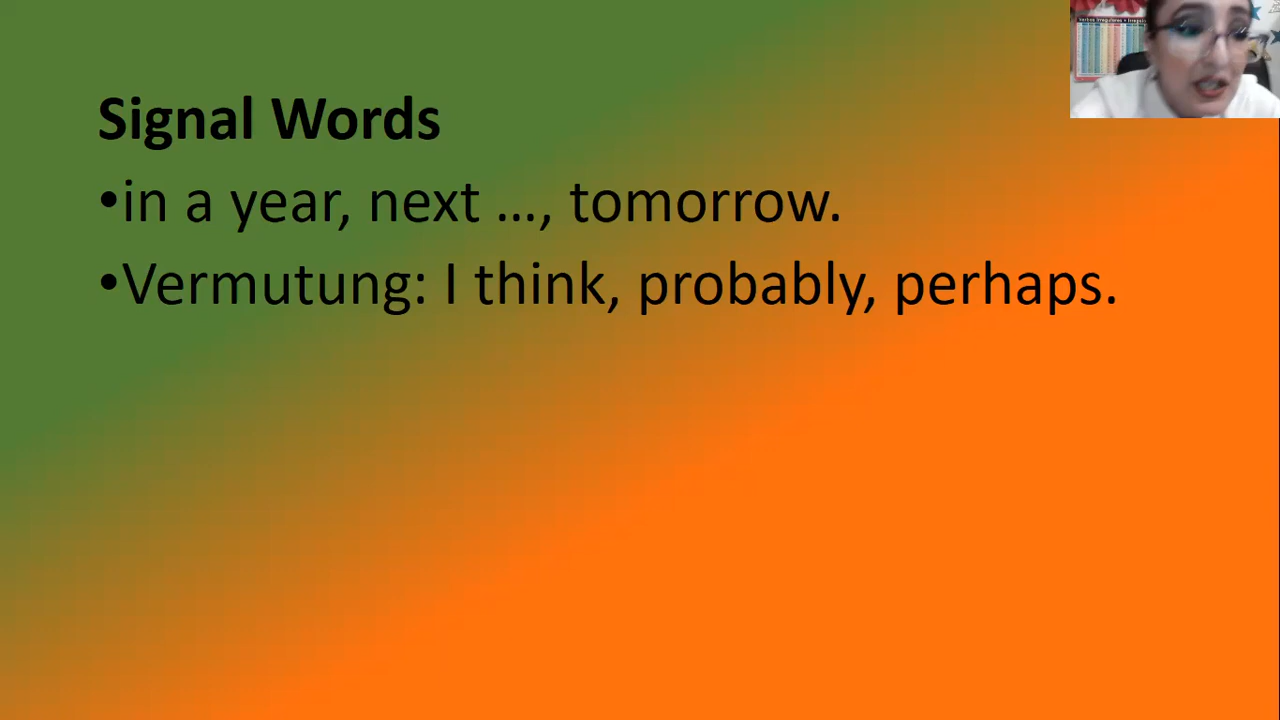 Signal Words
•in a year, next …, tomorrow.
•Vermutung: I think, probably, perhaps.